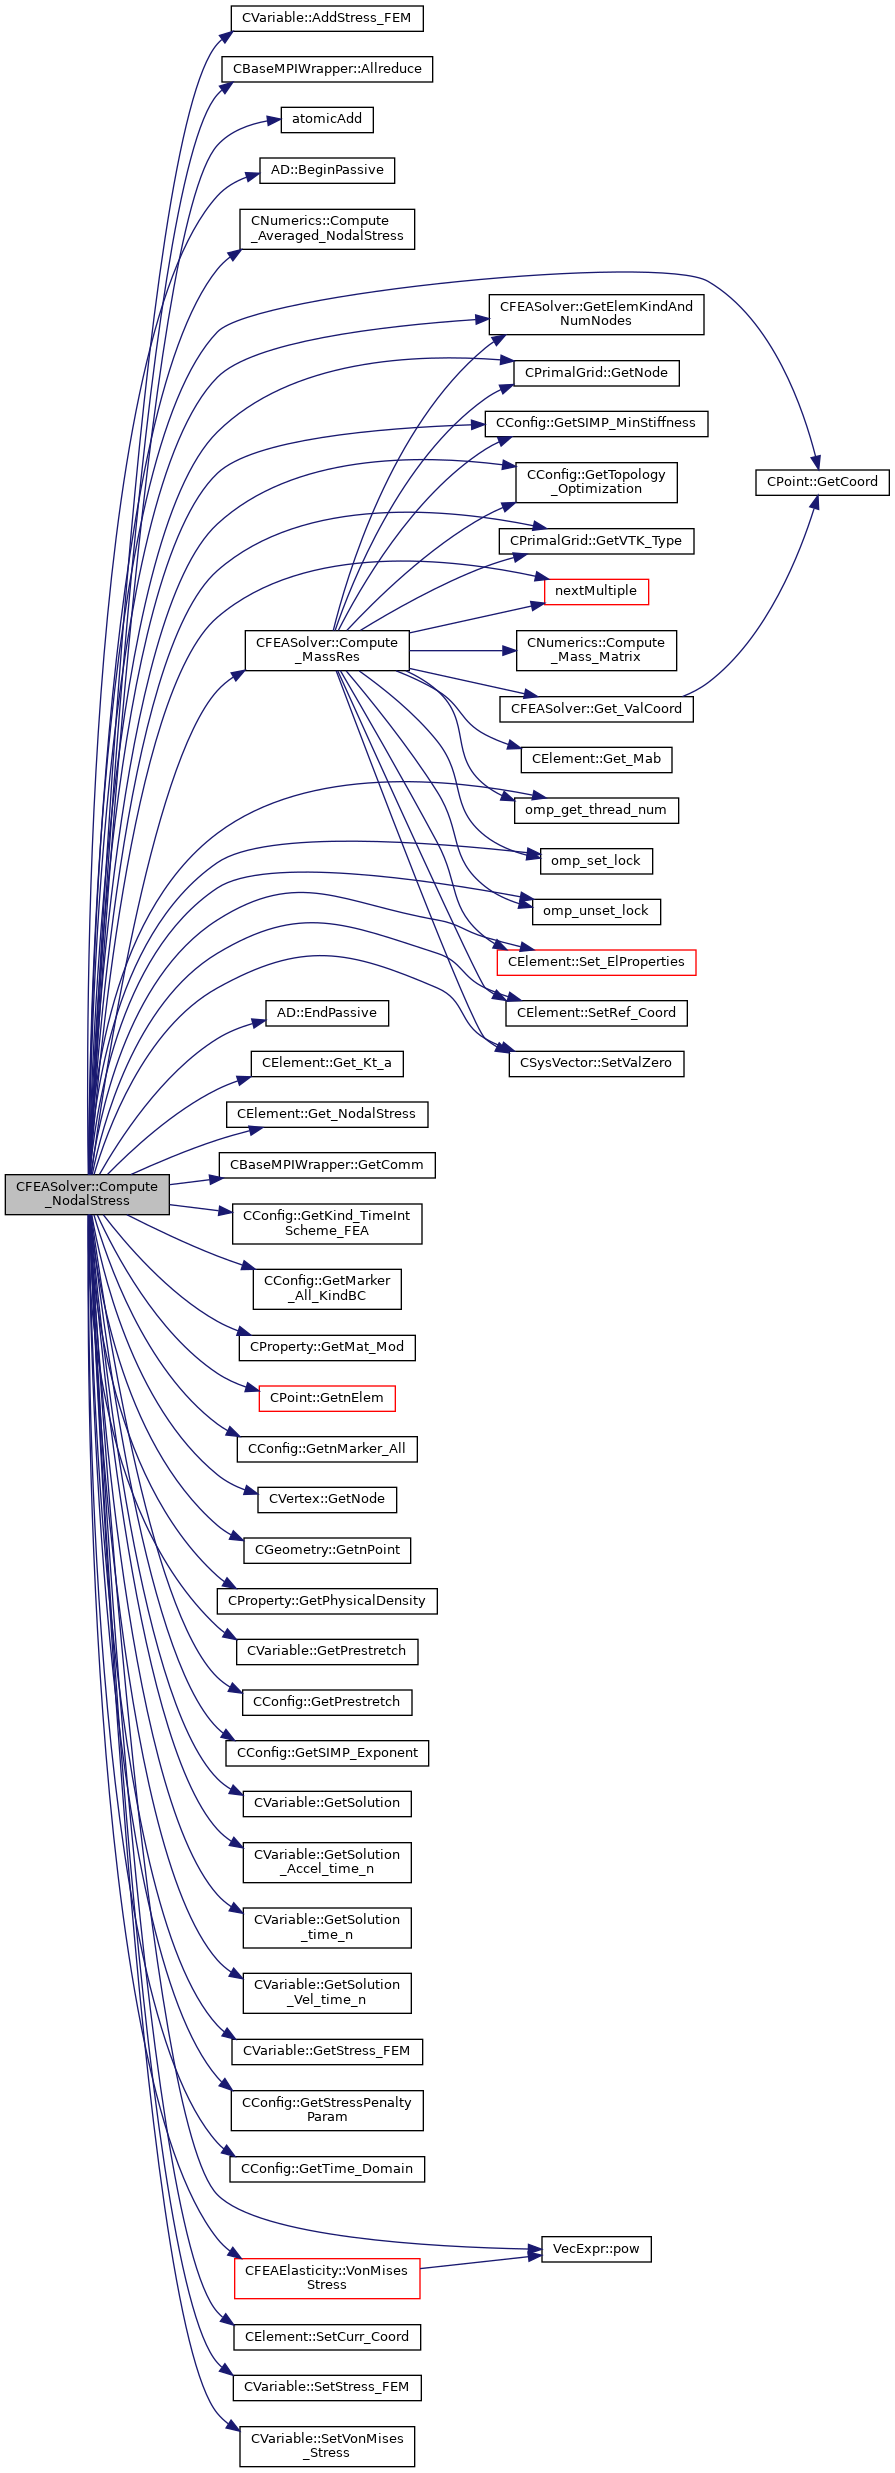 CVariable::AddStress_FEM
CBaseMPIWrapper::Allreduce
atomicAdd
AD::BeginPassive
CNumerics::Compute
_Averaged_NodalStress
CFEASolver::GetElemKindAnd
NumNodes
CPrimalGrid::GetNode
CConfig::GetSIMP_MinStiffness
CConfig::GetTopology
_Optimization
CPoint::GetCoord
CPrimalGrid::GetVTK_Type
nextMultiple
CFEASolver::Compute
_MassRes
CNumerics::Compute
_Mass_Matrix
CFEASolver::Get_ValCoord
CElement::Get_Mab
omp_get_thread_num
omp_set_lock
omp_unset_lock
CElement::Set_ElProperties
AD::EndPassive
CElement::SetRef_Coord
CElement::Get_Kt_a
CSysVector::SetValZero
CElement::Get_NodalStress
CBaseMPIWrapper::GetComm
CFEASolver::Compute
_NodalStress
CConfig::GetKind_TimeInt
Scheme_FEA
CConfig::GetMarker
_All_KindBC
CProperty::GetMat_Mod
CPoint::GetnElem
CConfig::GetnMarker_All
CVertex::GetNode
CGeometry::GetnPoint
CProperty::GetPhysicalDensity
CVariable::GetPrestretch
CConfig::GetPrestretch
CConfig::GetSIMP_Exponent
CVariable::GetSolution
CVariable::GetSolution
_Accel_time_n
CVariable::GetSolution
_time_n
CVariable::GetSolution
_Vel_time_n
CVariable::GetStress_FEM
CConfig::GetStressPenalty
Param
CConfig::GetTime_Domain
VecExpr::pow
CFEAElasticity::VonMises
Stress
CElement::SetCurr_Coord
CVariable::SetStress_FEM
CVariable::SetVonMises
_Stress